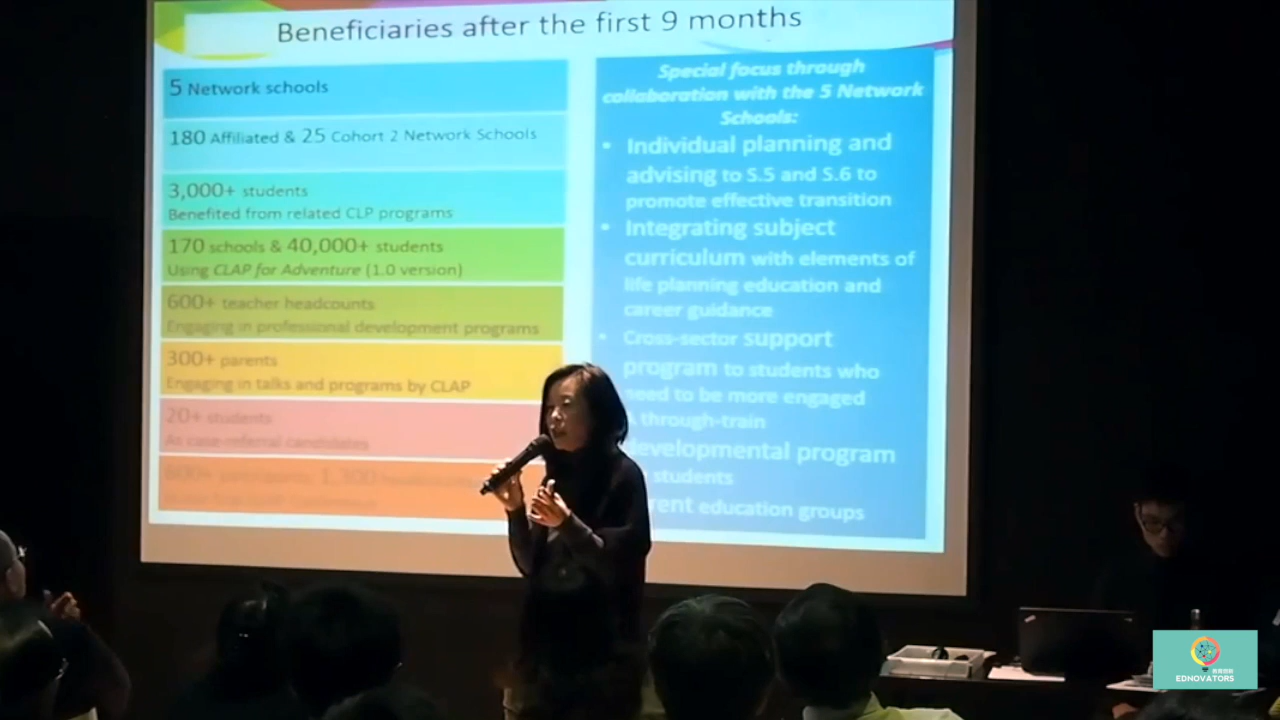 Beneficiaries after the first 9 months
5 Network schools
180 Affiliated & 25 Cohort 2 Network Schools
3,000+ students
Benefited from related CLP programs
170 schools & 40,000+ students
Using CLAP for Adventure (1.0 version)
600+ teacher headcounts
Engaging in professional development programs
300+ parents
Engaging in talks and programs by CLAP
20+ students
As case-referral candidates
Special focus through
collaboration with the 5 Network
Schools:
• Individual planning and
advising to S.5 and S.6 to
promote effective transition
• Integrating subject
curriculum with elements of
life planning education and
career guidance
• Cross-sector support
program to students who
need to be more engaged
through-train
developmental program
students
education groups
EDNOVATORS